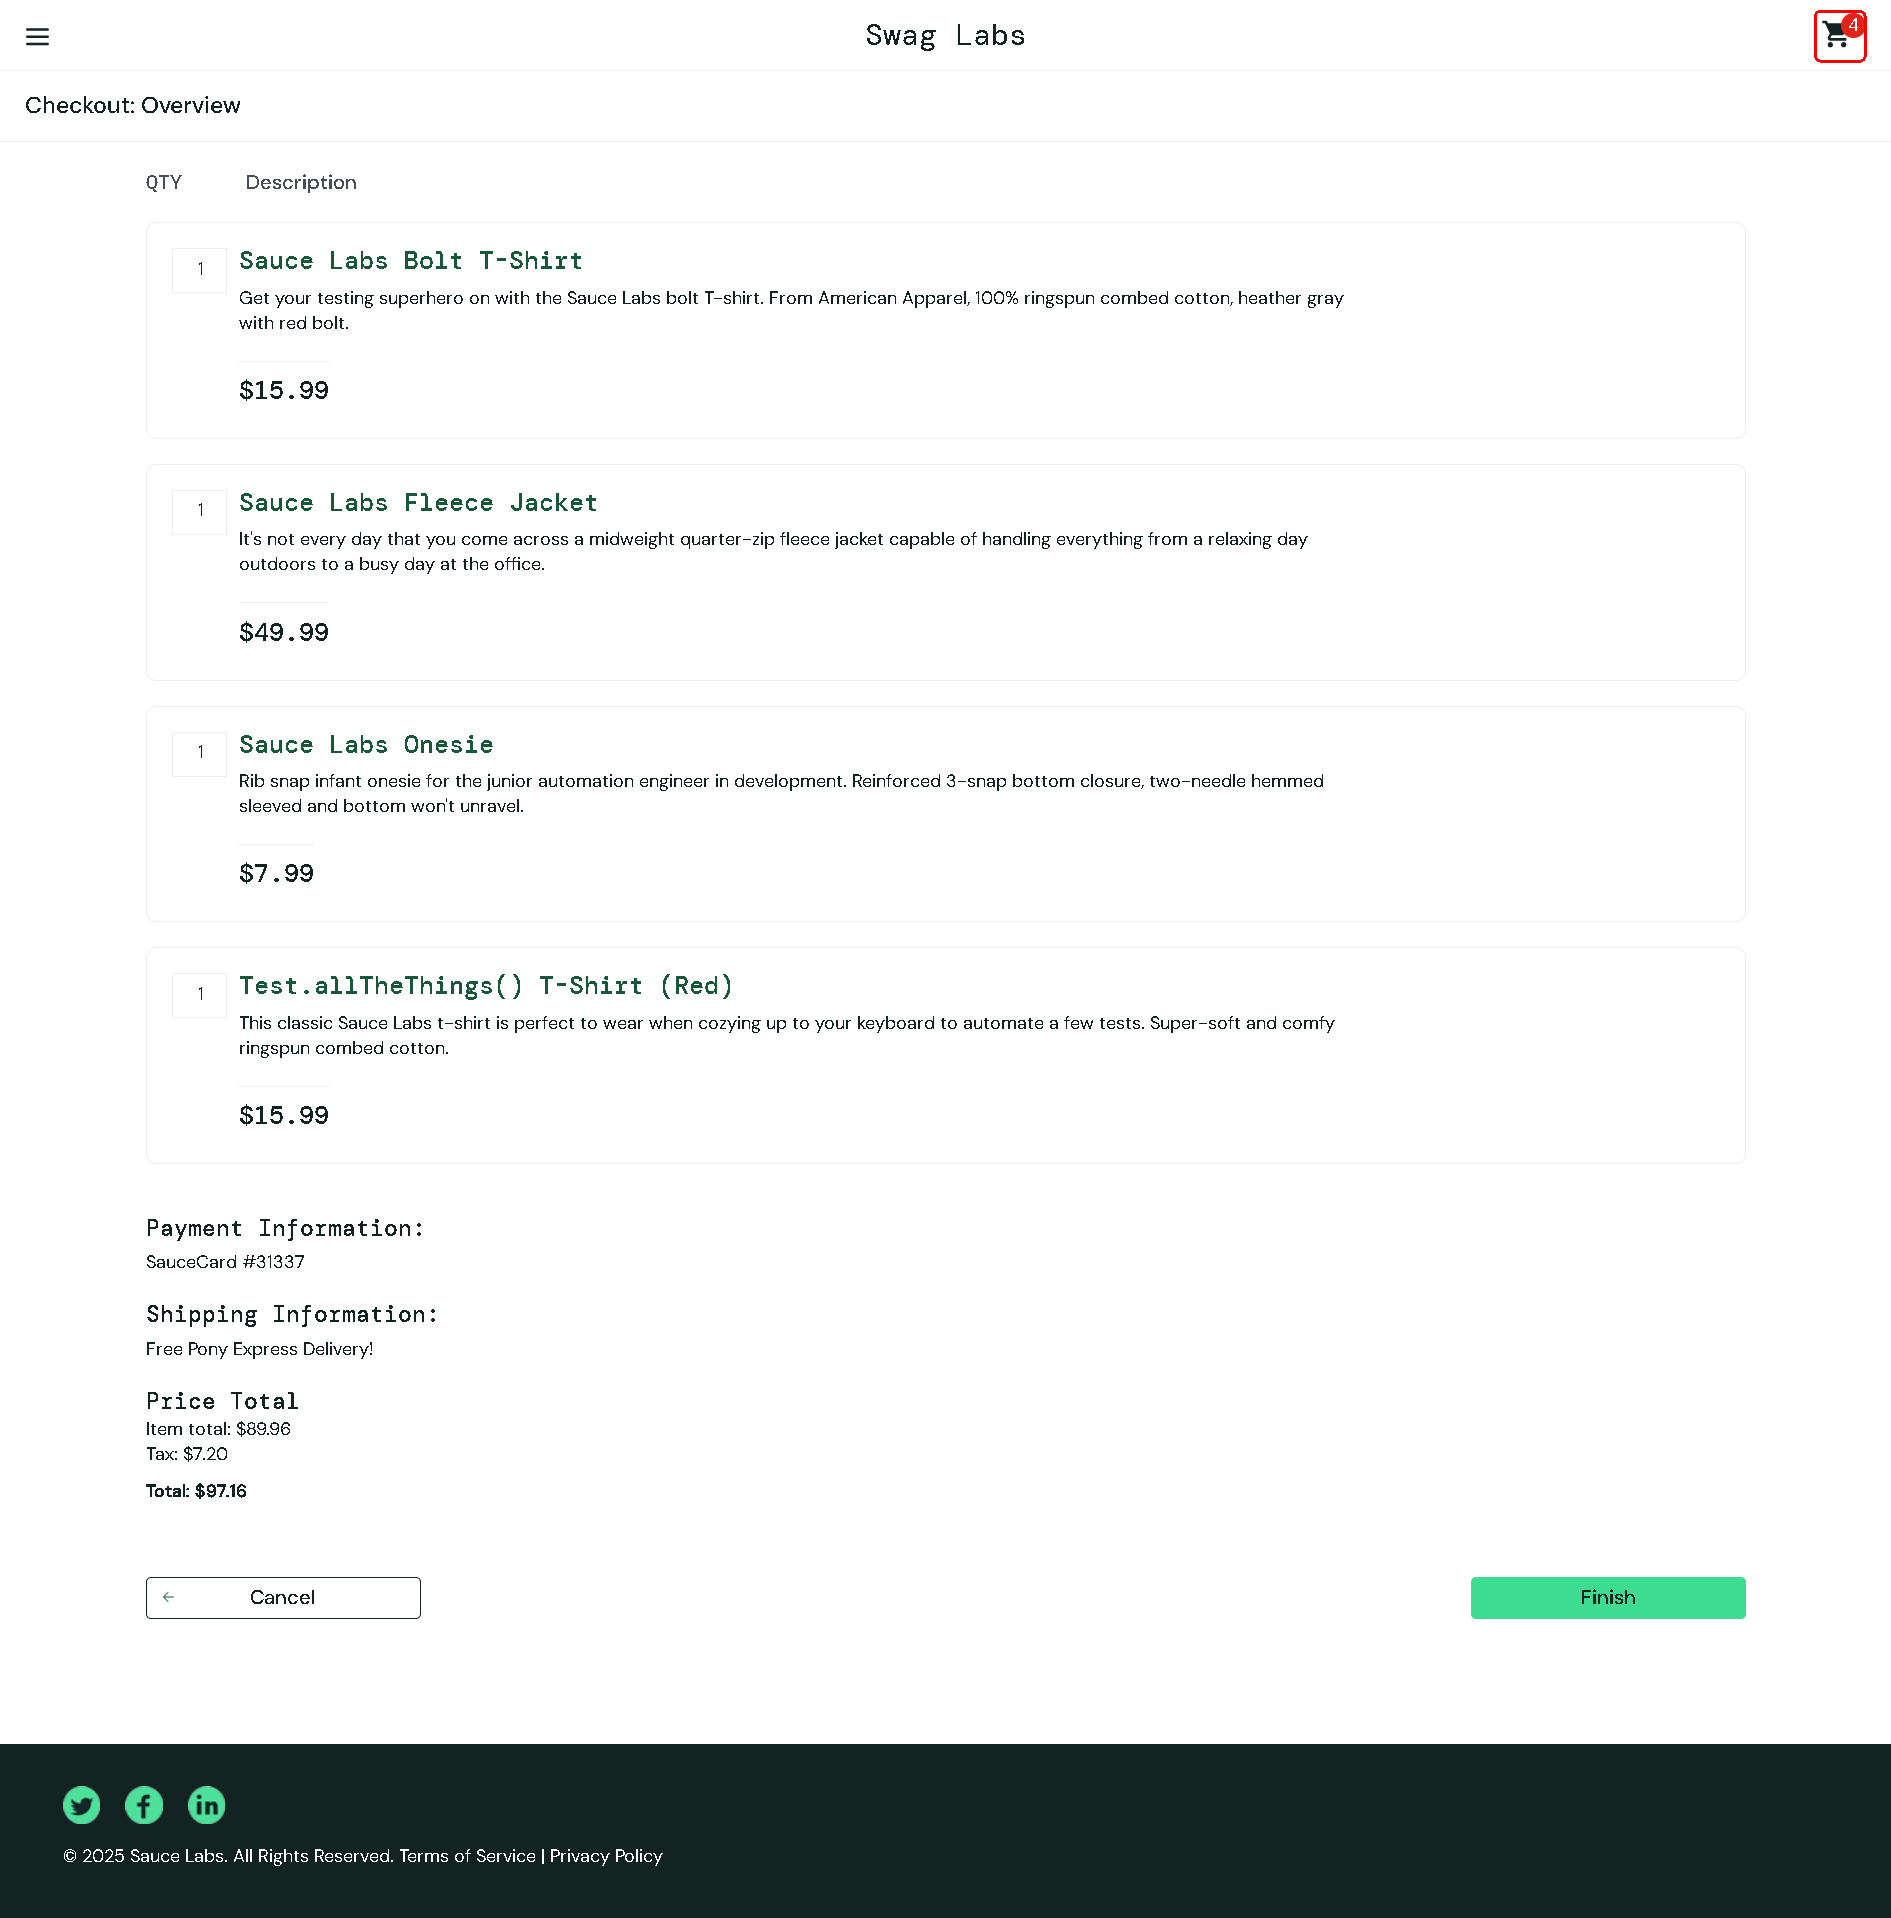 Swag Labs
4
Checkout: Overview
QTY Description
1
Sauce Labs Bolt T-Shirt
Get your testing superhero on with the Sauce Labs bolt T-shirt. From American Apparel, 100% ringspun combed cotton, heather gray
with red bolt.
$15.99
1
Sauce Labs Fleece Jacket
It's not every day that you come across a midweight quarter-zip fleece jacket capable of handling everything from a relaxing day
outdoors to a busy day at the office.
$49.99
1
Sauce Labs Onesie
Rib snap infant onesie for the junior automation engineer in development. Reinforced 3-snap bottom closure, two-needle hemmed
sleeved and bottom won't unravel.
$7.99
1
Test.allTheThings() T-Shirt (Red)
This classic Sauce Labs t-shirt is perfect to wear when cozying up to your keyboard to automate a few tests. Super-soft and comfy
ringspun combed cotton.
$15.99
Payment Information:
SauceCard #31337
Shipping Information:
Free Pony Express Delivery!
Price Total
Item total: $89.96
Tax: $7.20
Total: $97.16
Cancel
Finish
© 2025 Sauce Labs. All Rights Reserved. Terms of Service | Privacy Policy